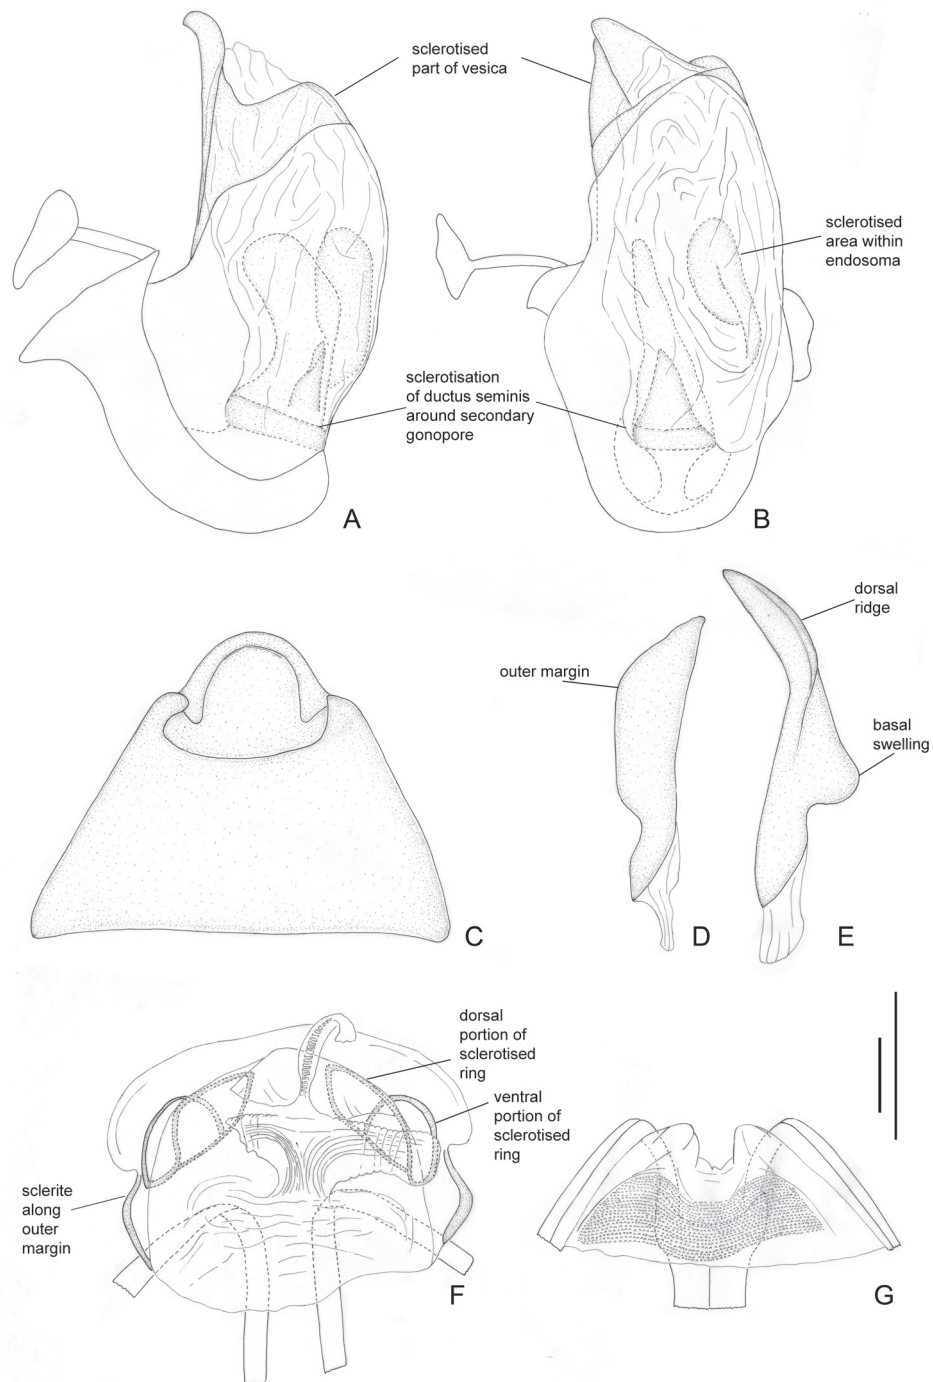 sclerotised
part of vesica
sclerotised
area within
endosoma
sclerotisation
of ductus seminis
around secondary
gonopore
A
B
dorsal
ridge
outer margin
basal
swelling
C
D
E
dorsal
portion of
sclerotised
ring
ventral
portion of
sclerotised
ring
sclerite
along
outer
margin
F
G